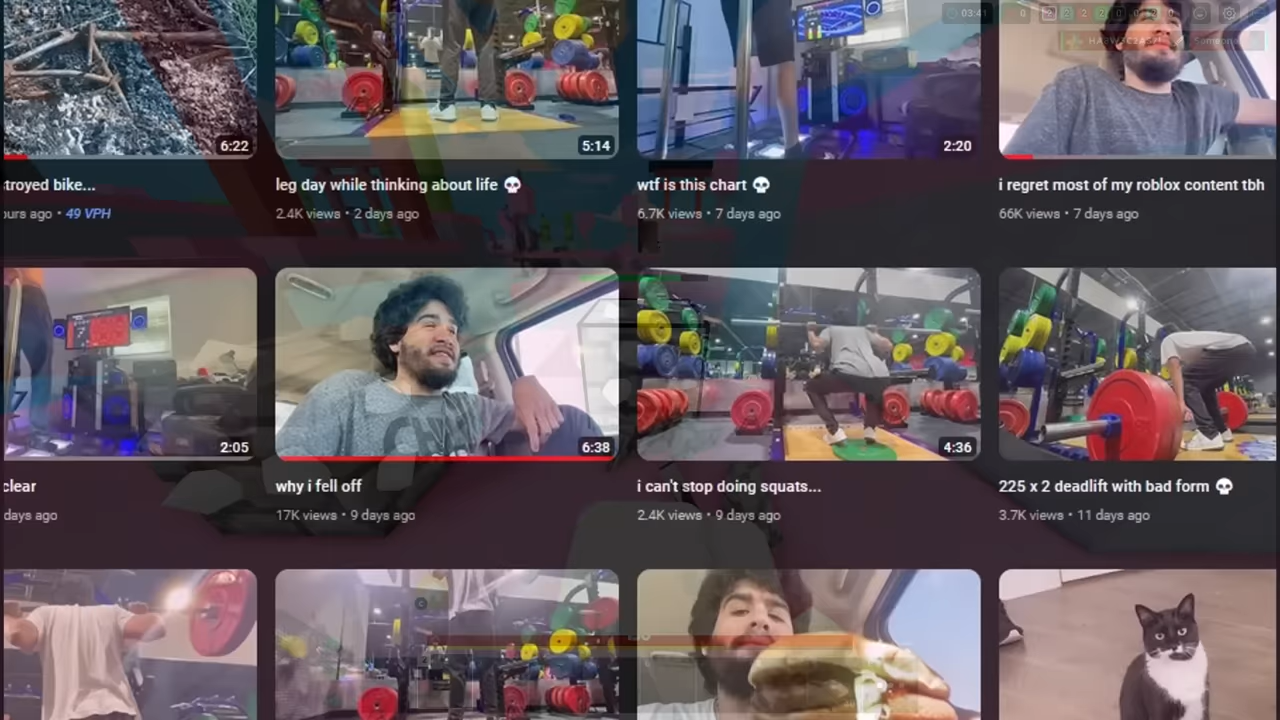 03:41
6:22
5:14
2:20
troyed bike...
leg day while thinking about life 💀
wtf is this chart 💀
i regret most of my roblox content tbh
ours ago • 49 VPH
2.4K views • 2 days ago
6.7K views • 7 days ago
66K views • 7 days ago
2:05
6:38
4:36
clear
why i fell off
i can't stop doing squats...
225 x 2 deadlift with bad form 💀
days ago
17K views • 9 days ago
2.4K views • 9 days ago
3.7K views • 11 days ago